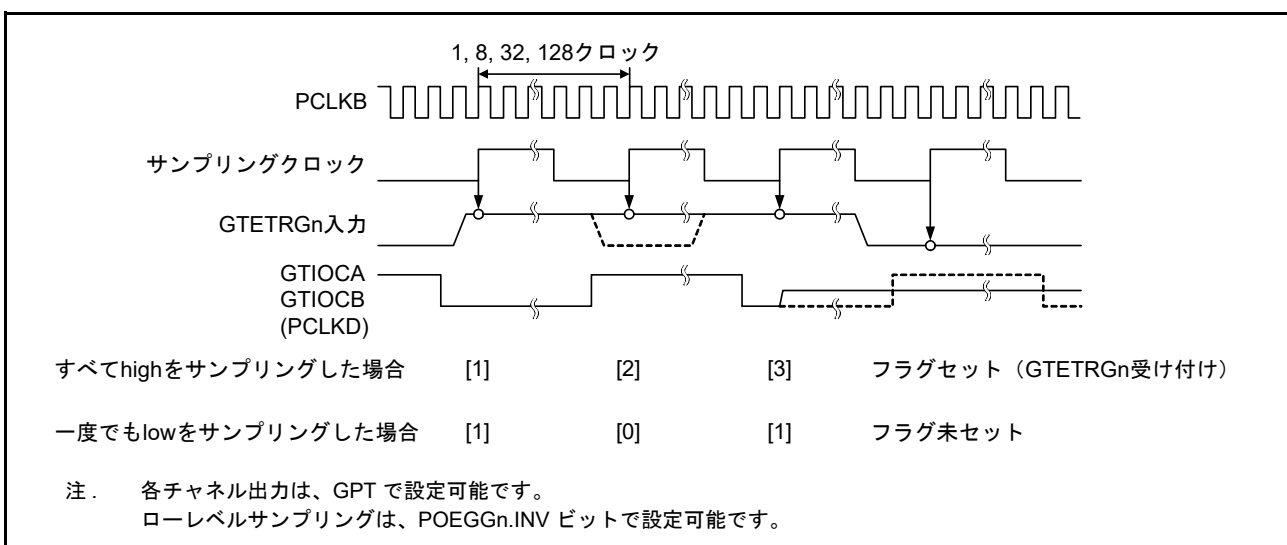 1, 8, 32, 128クロック
PCLKB
サンプリングクロック
GTETRGn入力
GTIOCA
GTIOCB
(PCLKD)
すべてhighをサンプリングした場合 [1] [2] [3] フラグセット（GTETRGn受け付け）
一度でもlowをサンプリングした場合 [1] [0] [1] フラグ未セット
注. 各チャネル出力は、GPT で設定可能です。
ローレベルサンプリングは、POEGGn.INV ビットで設定可能です。